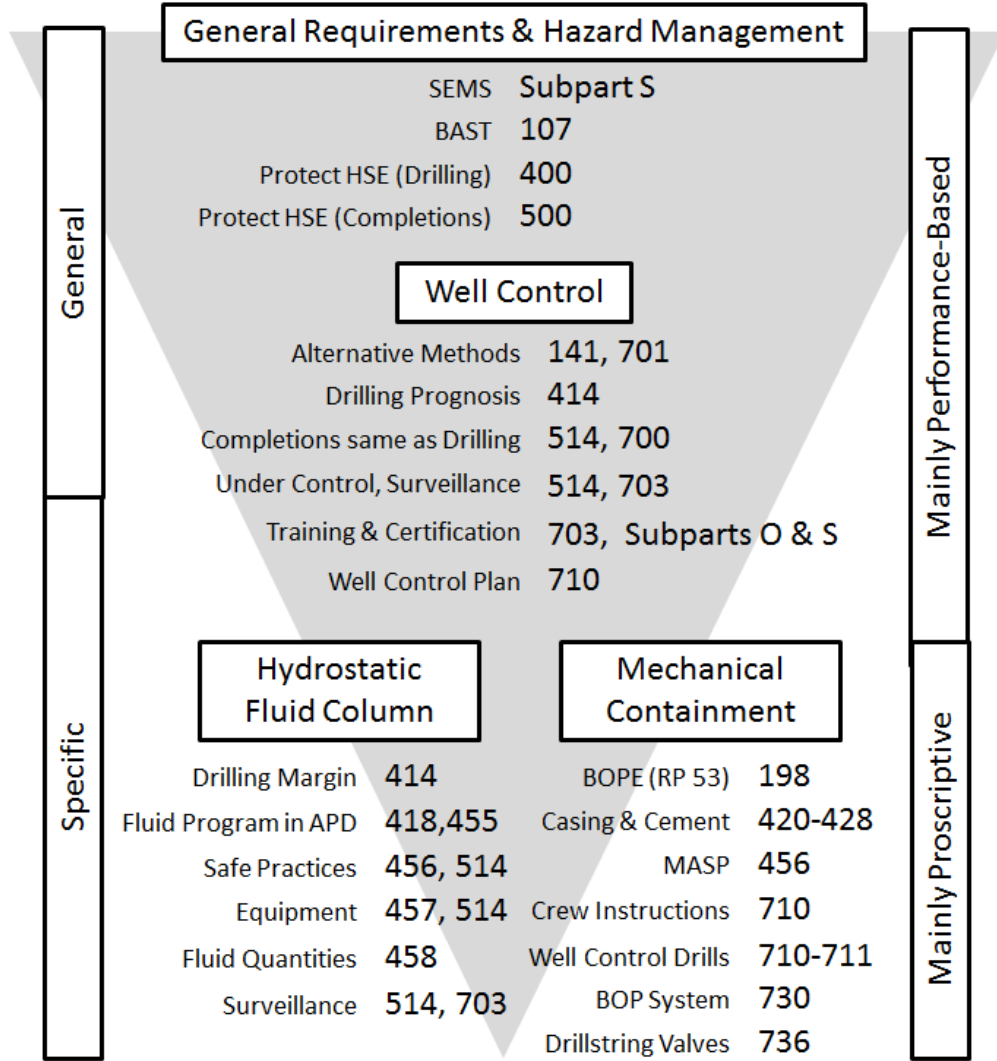 General Requirements & Hazard Management
SEMS Subpart S
BAST 107
Protect HSE (Drilling) 400
Protect HSE (Completions) 500
General
Mainly Performance-Based
Well Control
Alternative Methods 141, 701
Drilling Prognosis 414
Completions same as Drilling 514, 700
Under Control, Surveillance 514, 703
Training & Certification 703, Subparts O & S
Well Control Plan 710
Specific
Mainly Proscriptive
Hydrostatic
Fluid Column
Drilling Margin 414
Fluid Program in APD 418,455
Safe Practices 456, 514
Equipment 457, 514
Fluid Quantities 458
Surveillance 514, 703
Mechanical
Containment
BOPE (RP 53) 198
Casing & Cement 420-428
MASP 456
Crew Instructions 710
Well Control Drills 710-711
BOP System 730
Drillstring Valves 736